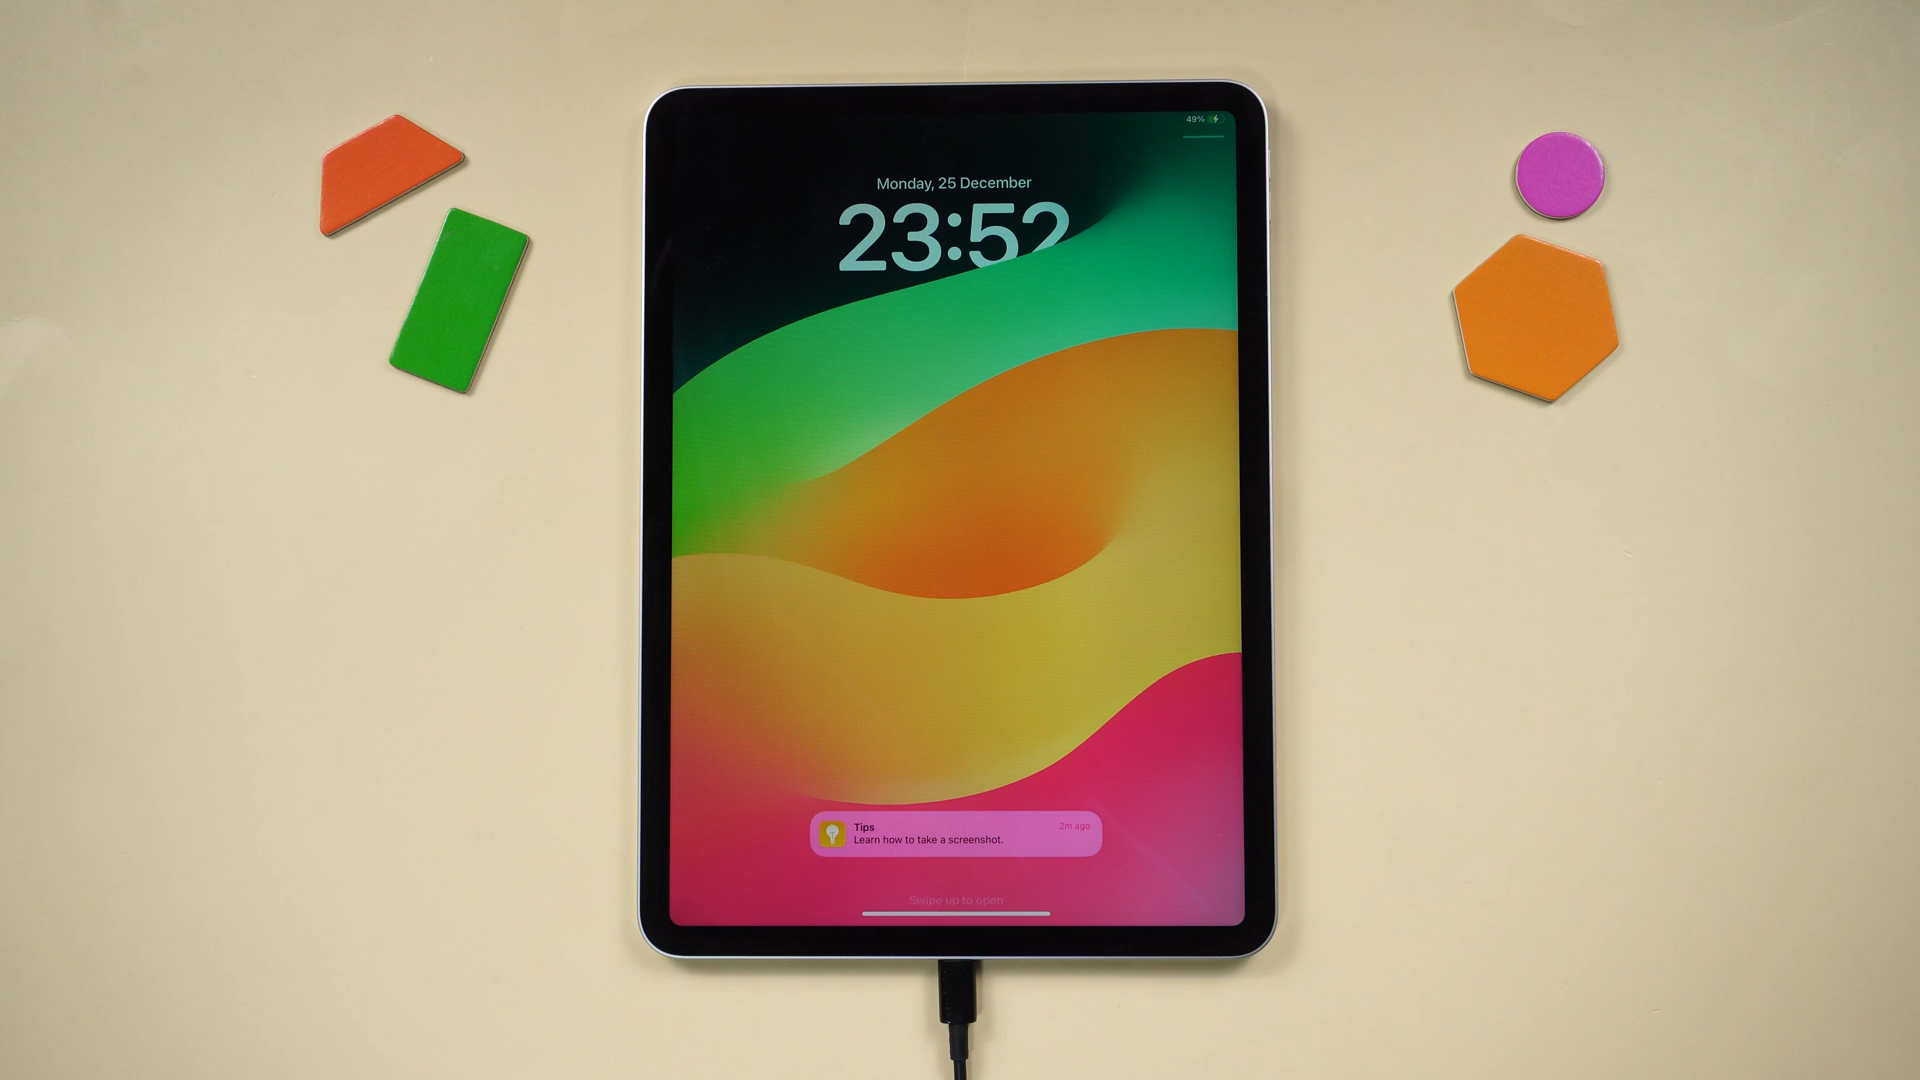 49%
Monday, 25 December
23:52
Tips
2m ago
Learn how to take a screenshot.
Swipe up to open